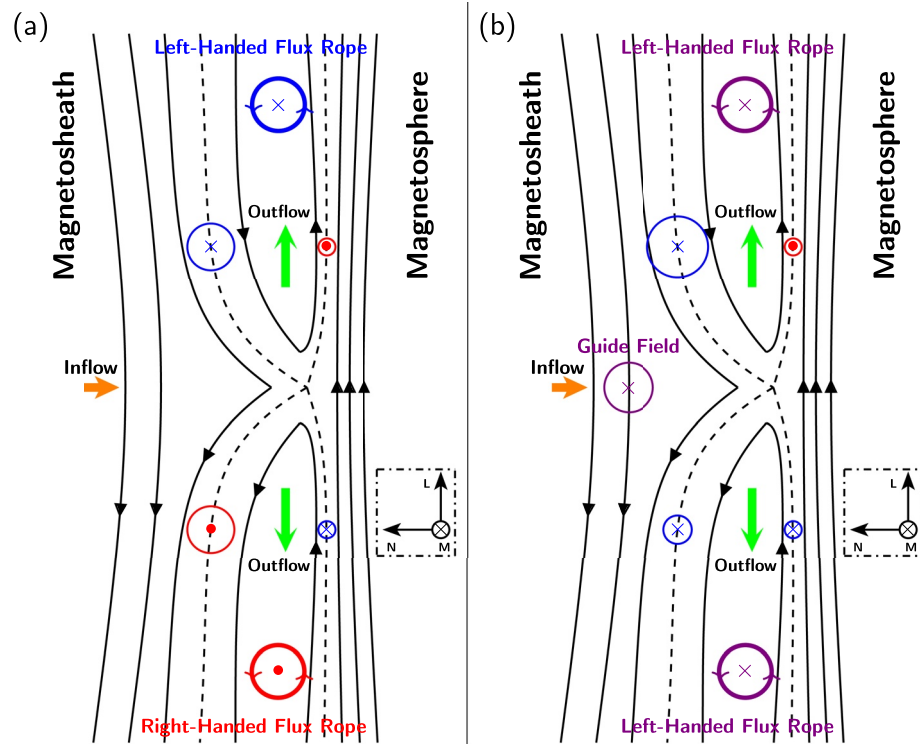 (a)
Left-Handed Flux Rope
Magnetosheath
Magnetosphere
Outflow
Inflow
L
N
M
Outflow
Right-Handed Flux Rope
(b)
Left-Handed Flux Rope
Magnetosheath
Magnetosphere
Outflow
Guide Field
Inflow
L
N
M
Outflow
Left-Handed Flux Rope